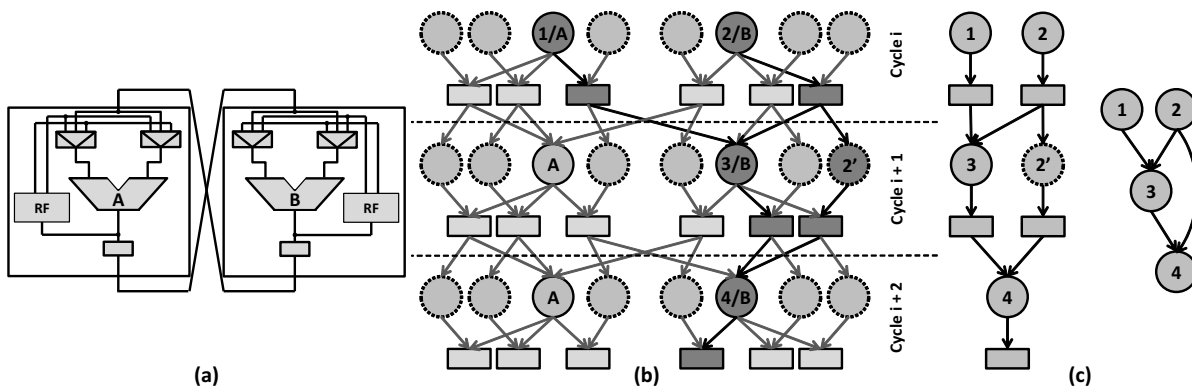 RF
A
B
RF
(a)
1/A
2/B
Cycle i
A
3/B
2'
Cycle i + 1
A
4/B
Cycle i + 2
(b)
1
2
3
2'
4
1
2
3
4
(c)